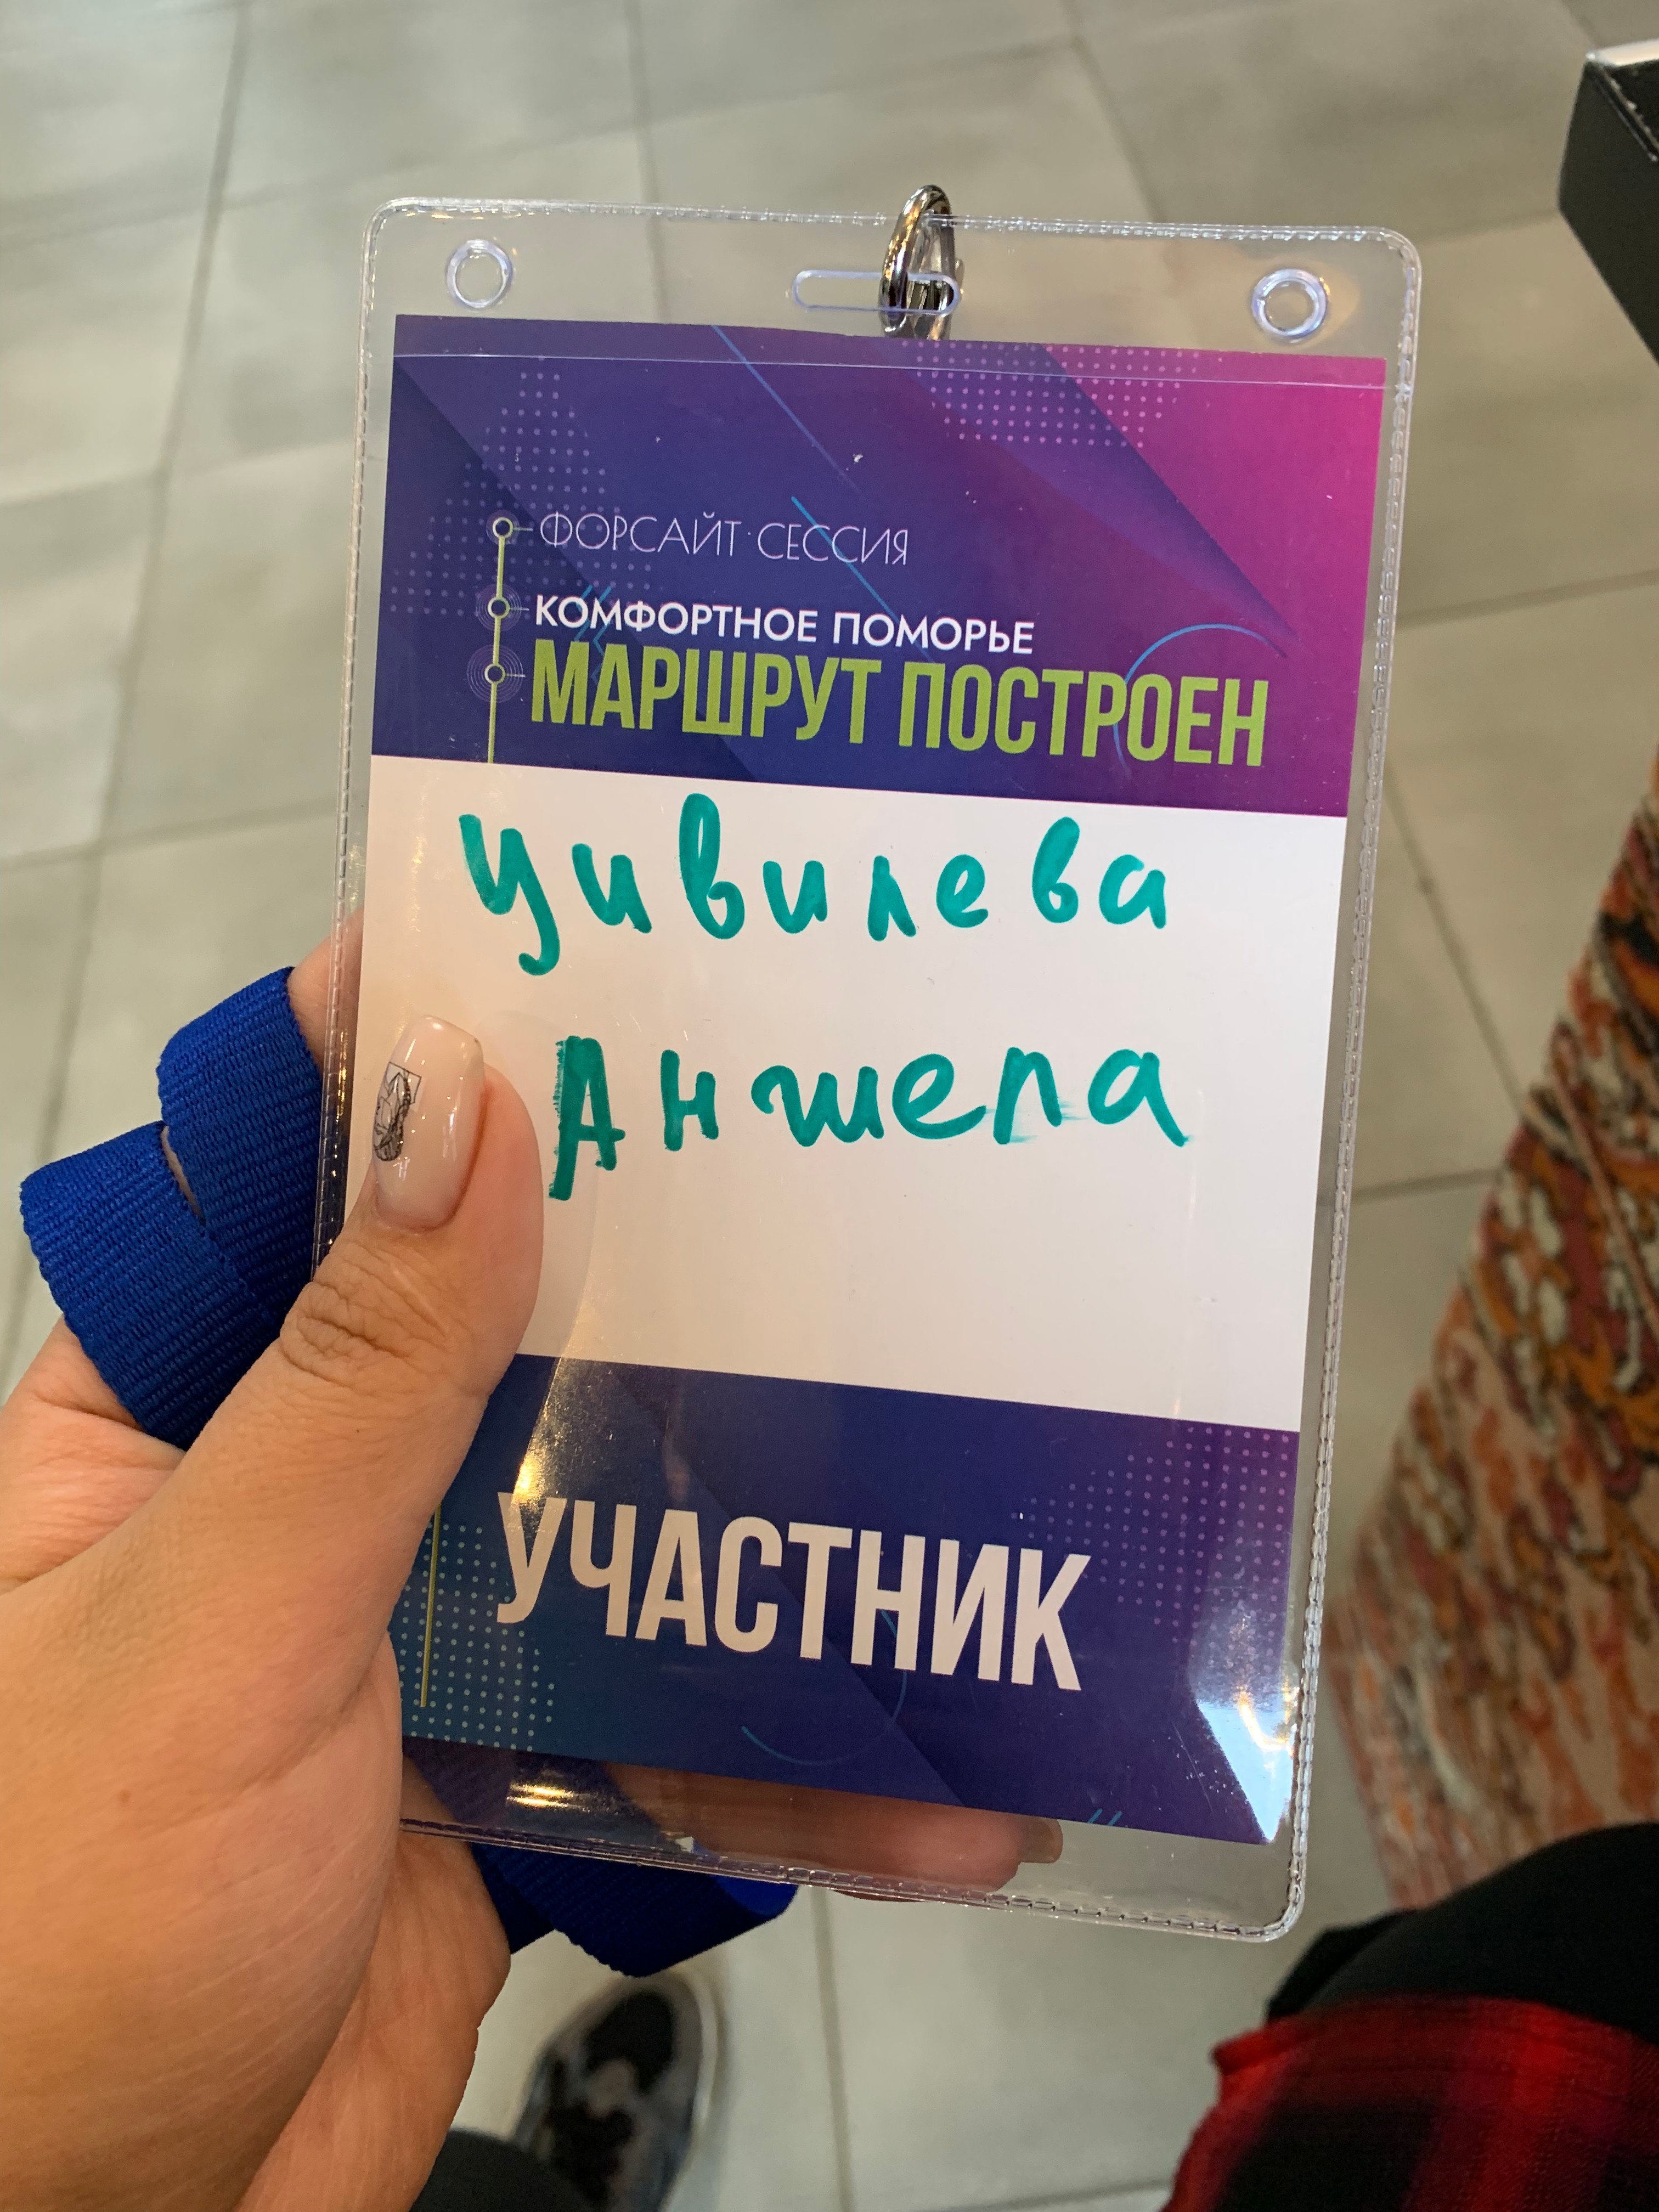 ФОРСАЙТ СЕССИЯ
КОМФОРТНОЕ ПОМОРЬЕ
МАРШРУТ ПОСТРОЕН
Цивилева
Анжела
УЧАСТНИК